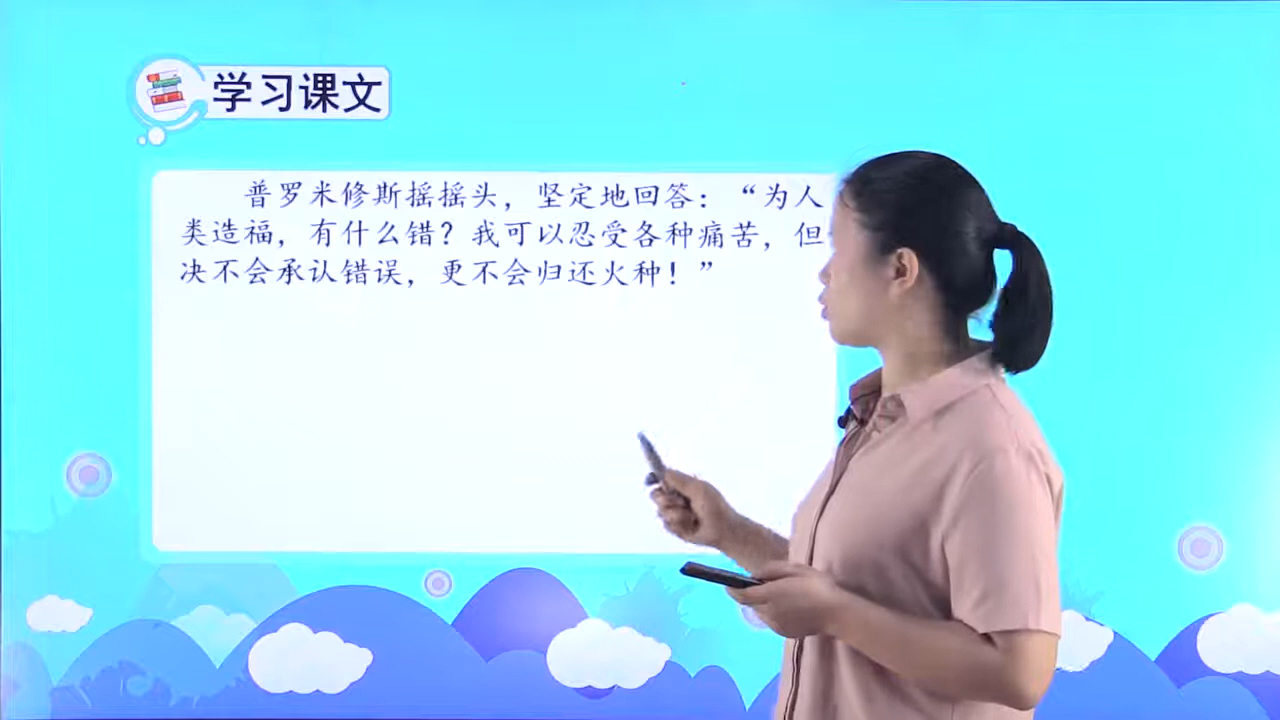 学习课文
普罗米修斯摇摇头，坚定地回答：“为人
类造福，有什么错？我可以忍受各种痛苦，但
决不会承认错误，更不会归还火种！”